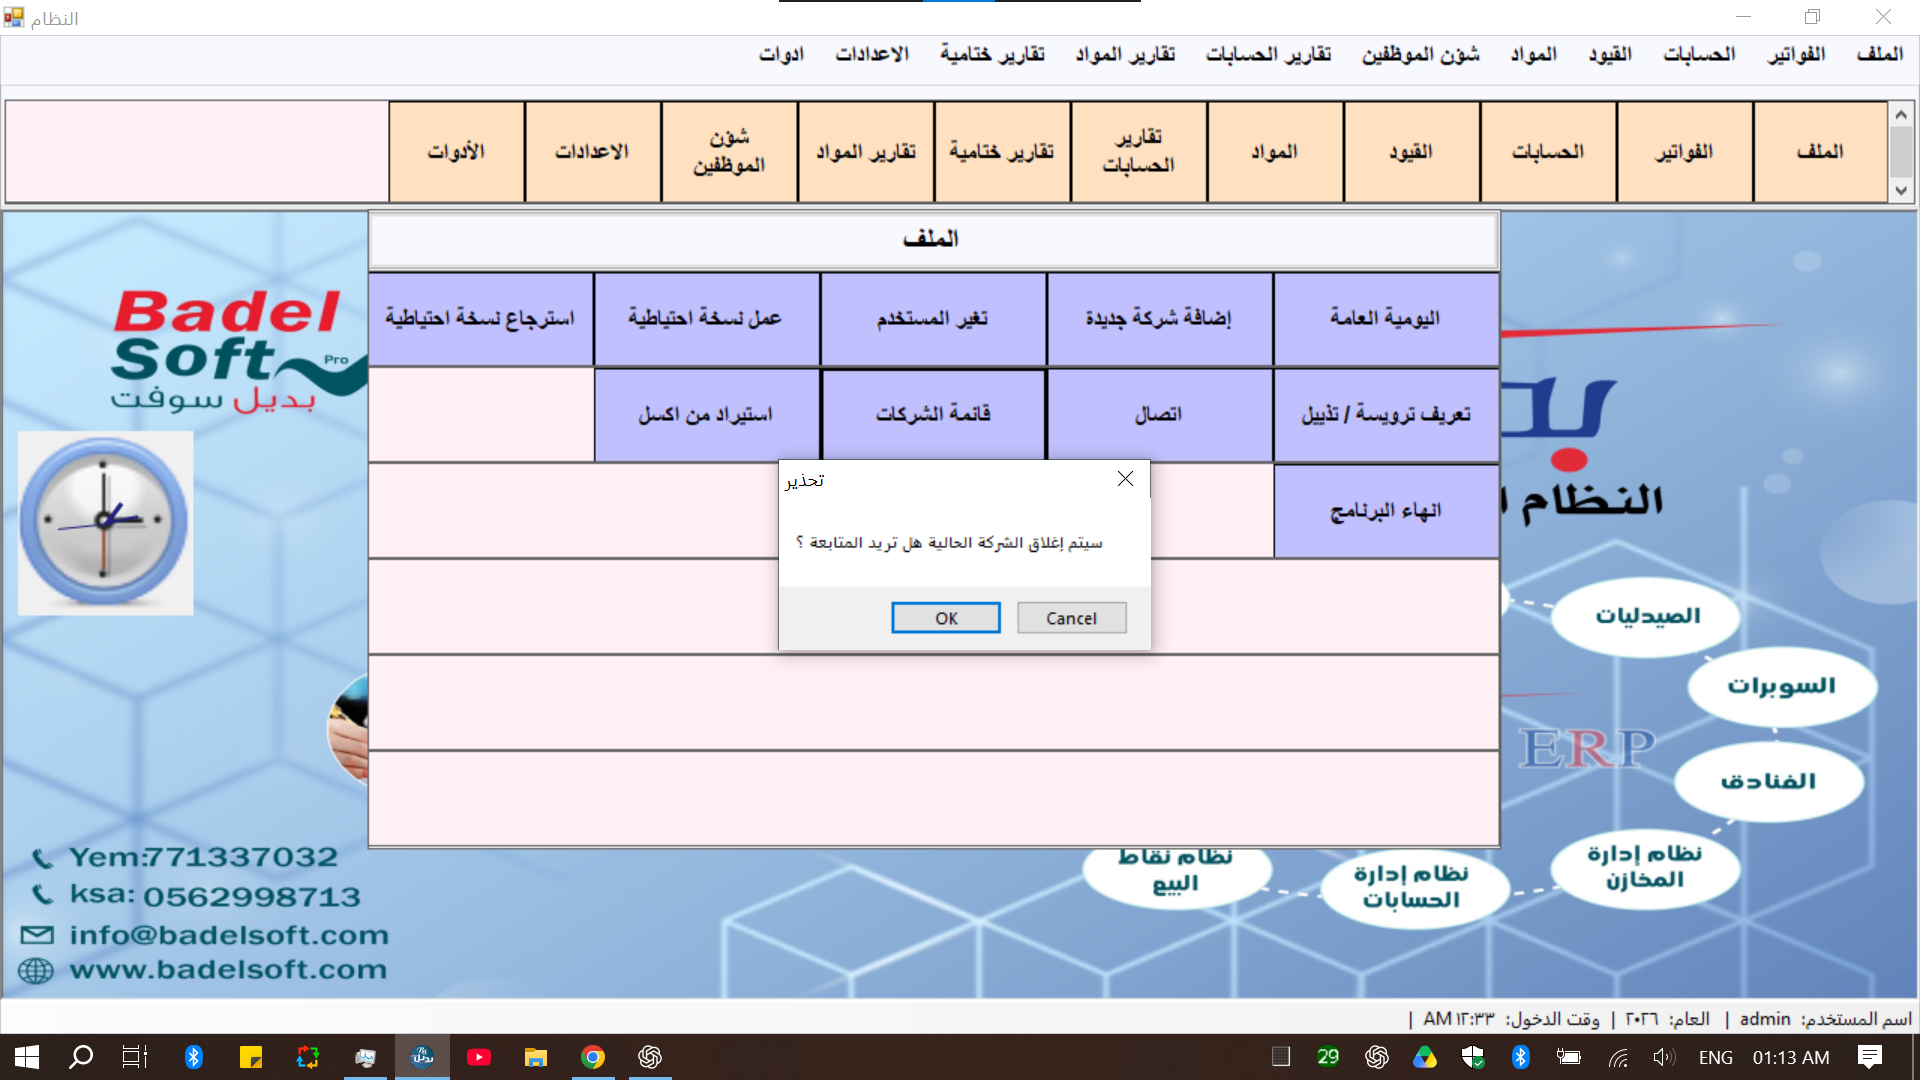 النظام
الملف الفواتير الحسابات القيود المواد شؤن الموظفين تقارير الحسابات تقارير المواد تقارير ختامية الاعدادات ادوات
الملف
الفواتير
الحسابات
القيود
المواد
تقارير
الحسابات
تقارير ختامية
تقارير المواد
شؤن
الموظفين
الاعدادات
الأدوات
الملف
اليومية العامة
إضافة شركة جديدة
تغير المستخدم
عمل نسخة احتياطية
استرجاع نسخة احتياطية
تعريف ترويسة / تذييل
اتصال
قائمة الشركات
استيراد من اكسل
انهاء البرنامج
تحذير
سيتم إغلاق الشركة الحالية هل تريد المتابعة ؟
OK
Cancel
Badel
Soft
Pro
بديل سوفت
النظام
الصيدليات
السوبرات
ERP
الفنادق
نظام إدارة
المخازن
نظام إدارة
الحسابات
نظام نقاط
البيع
Yem:771337032
ksa: 0562998713
info@badelsoft.com
www.badelsoft.com
اسم المستخدم: admin | العام: ٢٠٢٦ | وقت الدخول: ١٢:٣٣ AM |
بديل
29
ENG
01:13 AM